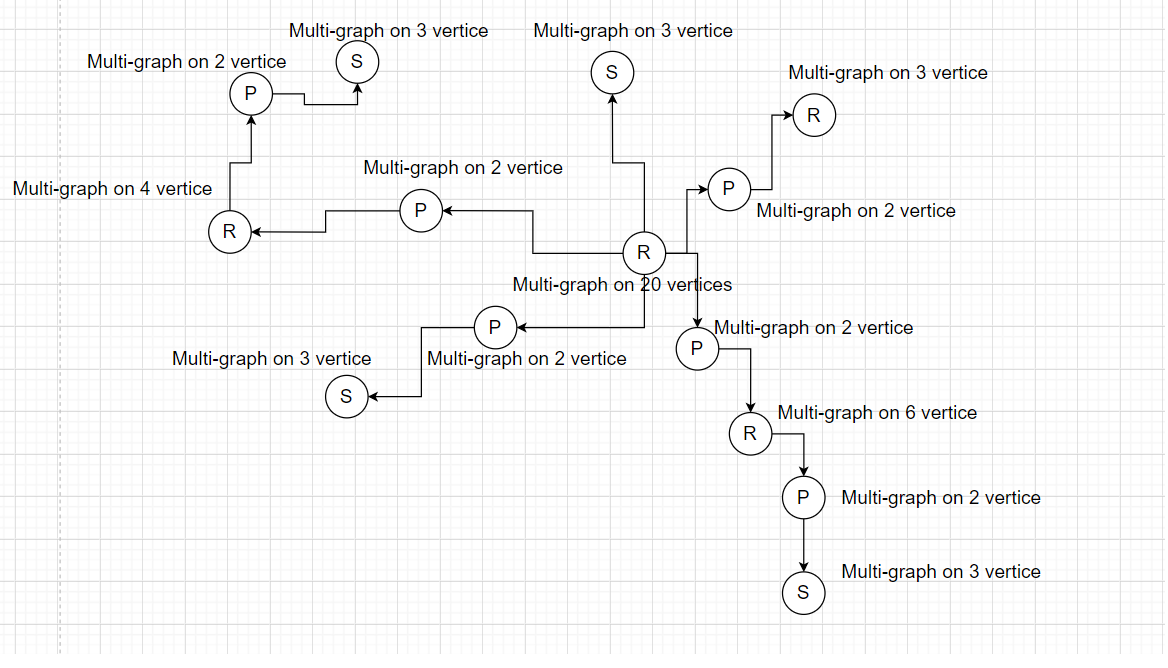 Multi-graph on 3 vertice
Multi-graph on 3 vertice
Multi-graph on 2 vertice
S
S
Multi-graph on 3 vertice
P
R
Multi-graph on 2 vertice
Multi-graph on 4 vertice
P
P
Multi-graph on 2 vertice
R
R
Multi-graph on 20 vertices
P
Multi-graph on 2 vertice
P
Multi-graph on 3 vertice
Multi-graph on 2 vertice
S
Multi-graph on 6 vertice
R
P
Multi-graph on 2 vertice
Multi-graph on 3 vertice
S